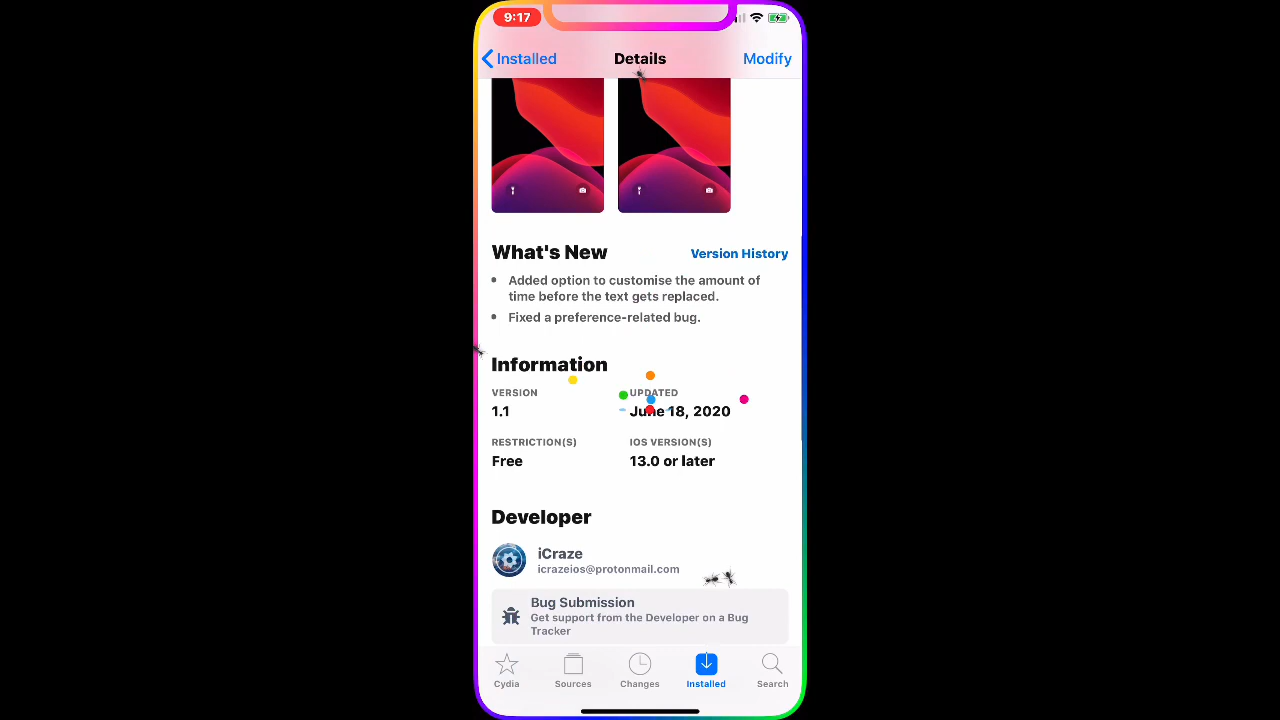 9:17
Installed
Details
Modify
What's New
Version History
• Added option to customise the amount of
time before the text gets replaced.
• Fixed a preference-related bug.
Information
VERSION
UPDATED
1.1
June 18, 2020
RESTRICTION(S)
IOS VERSION(S)
Free
13.0 or later
Developer
iCraze
icrazeios@protonmail.com
Bug Submission
Get support from the Developer on a Bug
Tracker
Cydia
Sources
Changes
Installed
Search